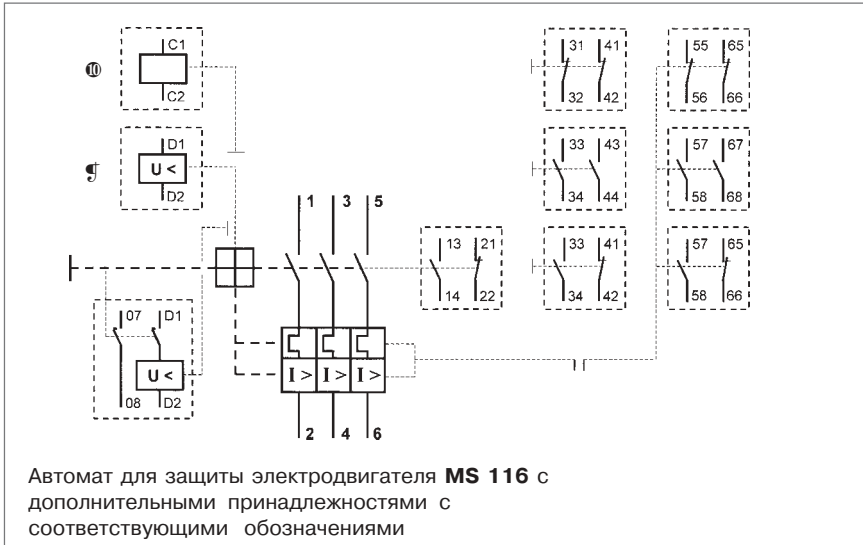 C1
31 41
55 65
❿
C2
32 42
56 66
D1
33 43
57 67
U <
D2
34 44
58 68
1 3 5
13 21
33 41
57 65
14 22
34 42
58 66
07 D1
U <
I > I > I >
08 D2
2 4 6
Автомат для защиты электродвигателя MS 116 с
дополнительными принадлежностями с
соответствующими обозначениями